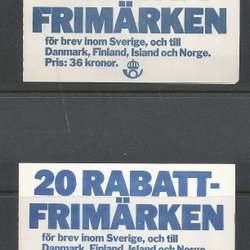 FRIMÄRKEN
för brev inom Sverige, och till
Danmark, Finland, Island och Norge.
Pris: 36 kronor.
20 RABATT-
FRIMÄRKEN
för brev inom Sverige, och till
Danmark, Finland, Island och Norge.